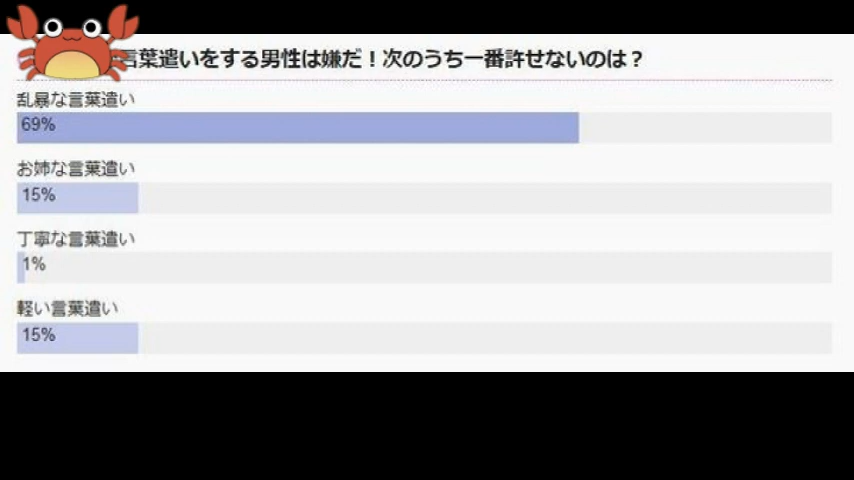 言葉遣いをする男性は嫌だ！次のうち一番許せないのは？
乱暴な言葉遣い
69%
お姉な言葉遣い
15%
丁寧な言葉遣い
1%
軽い言葉遣い
15%